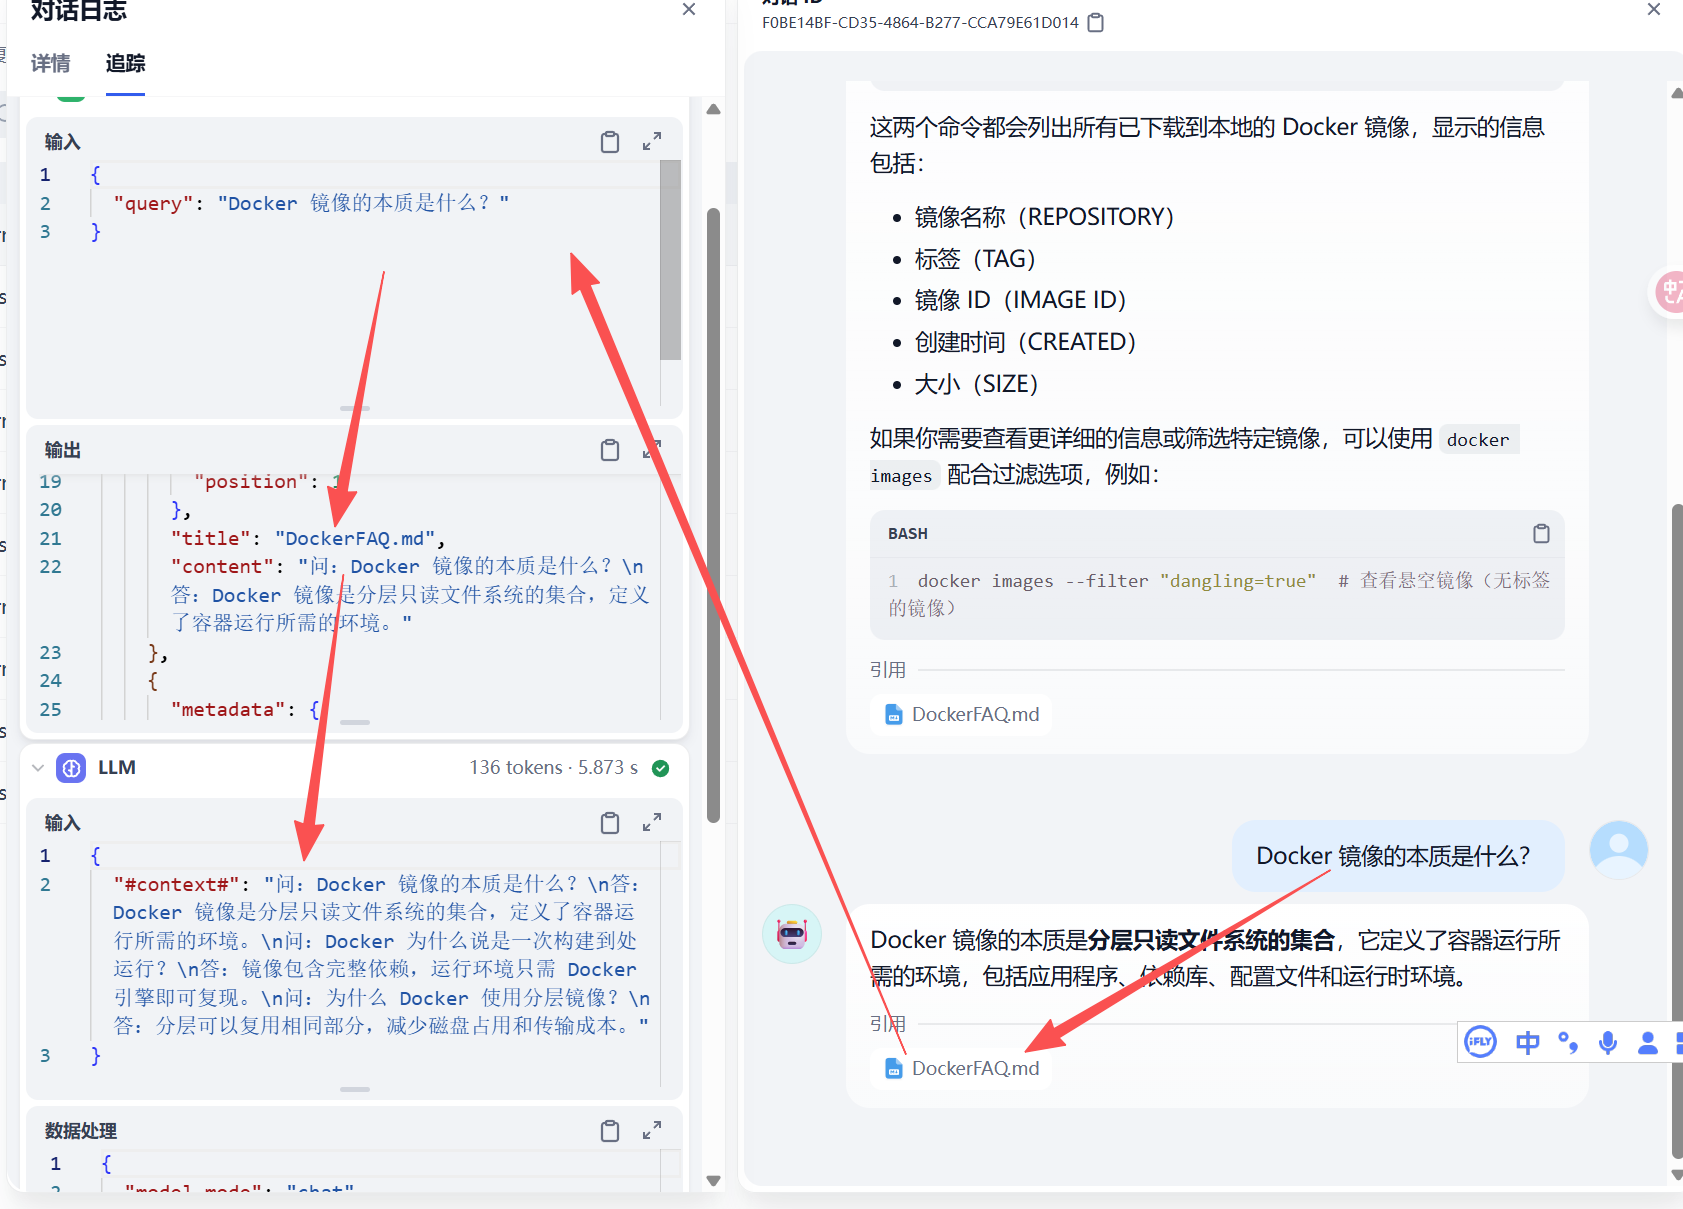 对话日志
详情
追踪
输入
1 {
2 "query": "Docker 镜像的本质是什么？"
3 }
输出
19 "position": 1
20 },
21 "title": "DockerFAQ.md",
22 "content": "问：Docker 镜像的本质是什么？\n
答：Docker 镜像是分层只读文件系统的集合，定义
了容器运行所需的环境。"
23 },
24 {
25 "metadata": {
LLM
136 tokens · 5.873 s
输入
1 {
2 "#context#": "问：Docker 镜像的本质是什么？\n答：
Docker 镜像是分层只读文件系统的集合，定义了容器运
行所需的环境。\n问：Docker 为什么说是一次构建到处
运行？\n答：镜像包含完整依赖，运行环境只需 Docker
引擎即可复现。\n问：为什么 Docker 使用分层镜像？\n
答：分层可以复用相同部分，减少磁盘占用和传输成本。"
3 }
数据处理
1 {
2 "model_mode": "chat"
F0BE14BF-CD35-4864-B277-CCA79E61D014
这两个命令都会列出所有已下载到本地的 Docker 镜像，显示的信息
包括：
• 镜像名称（REPOSITORY）
• 标签（TAG）
• 镜像 ID（IMAGE ID）
• 创建时间（CREATED）
• 大小（SIZE）
如果你需要查看更详细的信息或筛选特定镜像，可以使用 docker
images 配合过滤选项，例如：
BASH
1 docker images --filter "dangling=true" # 查看悬空镜像（无标签
的镜像）
引用
DockerFAQ.md
Docker 镜像的本质是什么？
Docker 镜像的本质是分层只读文件系统的集合，它定义了容器运行所
需的环境，包括应用程序、依赖库、配置文件和运行时环境。
引用
DockerFAQ.md
iFLY 中